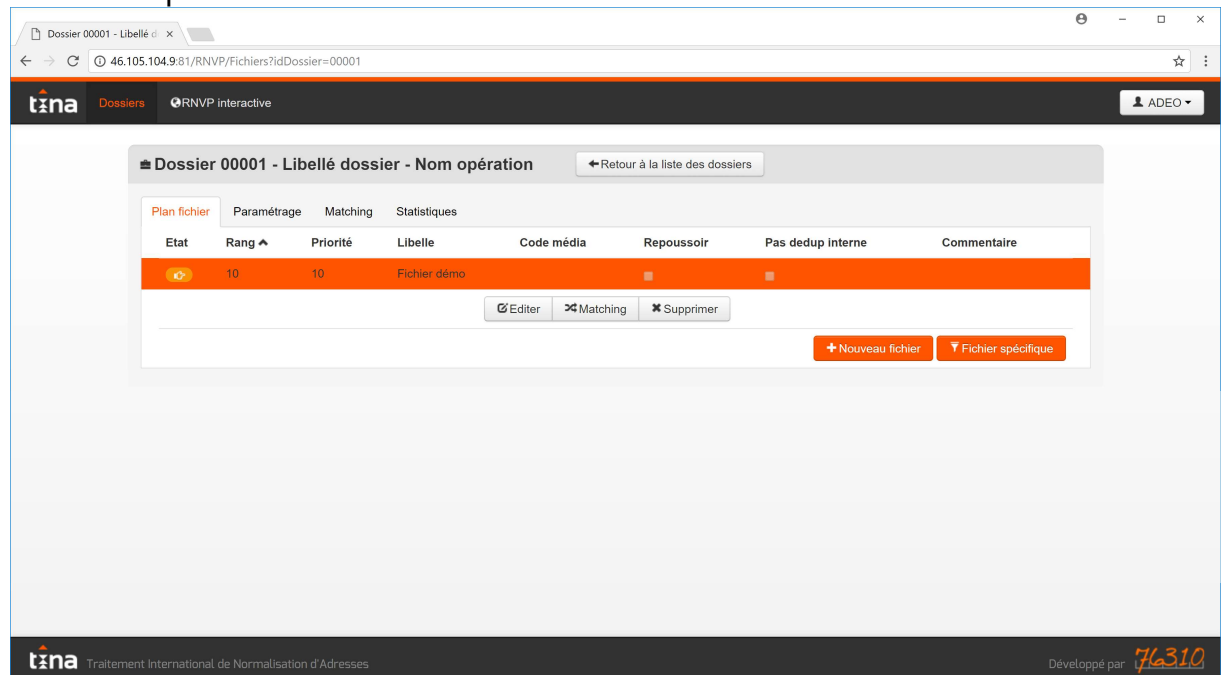 Dossier 00001 - Libellé d
46.105.104.9:81/RNVP/Fichiers?idDossier=00001
tina Dossiers RNVP interactive ADEO
Dossier 00001 - Libellé dossier - Nom opération Retour à la liste des dossiers
Plan fichier Paramétrage Matching Statistiques
Etat Rang Priorité Libelle Code média Repoussoir Pas dedup interne Commentaire
10 10 Fichier démo
Editer Matching Supprimer
Nouveau fichier Fichier spécifique
tina Traitement International de Normalisation d'Adresses Développé par 76310